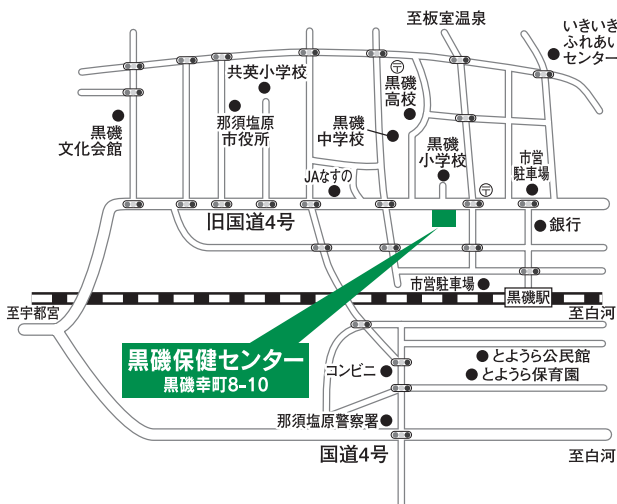 至板室温泉
いきいき
ふれあい
センター
〒
共英小学校
黒磯
高校
那須塩原
市役所
黒磯
文化会館
黒磯
中学校
黒磯
小学校
市営
駐車場
JAなすの
〒
旧国道4号
銀行
市営駐車場
黒磯駅
至宇都宮
至白河
黒磯保健センター
黒磯幸町8-10
コンビニ
とようら公民館
とようら保育園
那須塩原警察署
国道4号
至白河